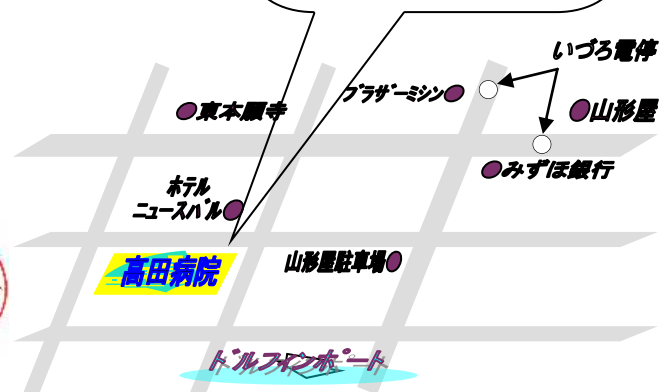 いづろ電停
ブラザーミシン
山形屋
東本願寺
みずほ銀行
ホテル
ニュースバル
山形屋駐車場
高田病院
ドルフィンポート